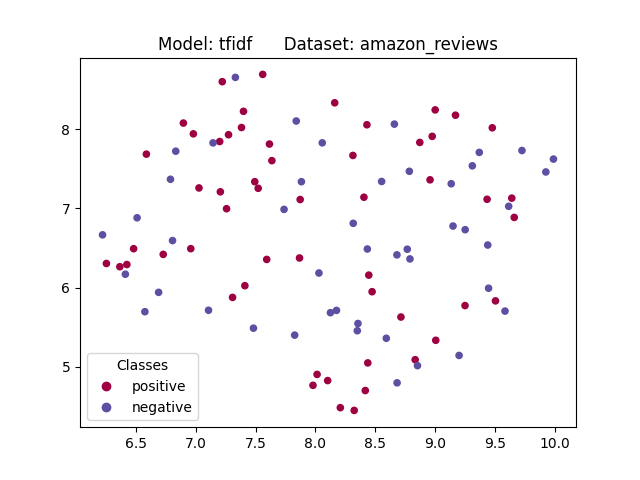 Model: tfidf      Dataset: amazon_reviews
8
7
6
5
Classes
positive
negative
6.5 7.0 7.5 8.0 8.5 9.0 9.5 10.0